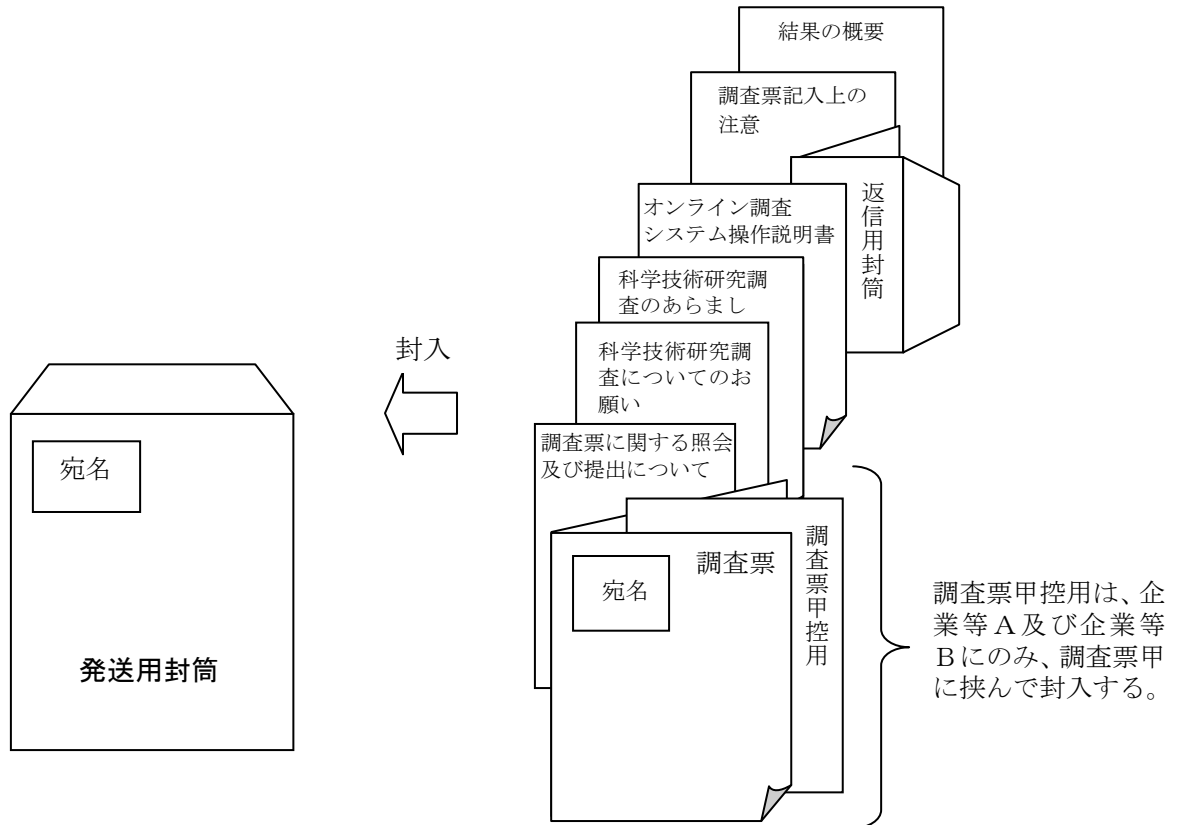 結果の概要
調査票記入上の
注意
返信用封筒
オンライン調査
システム操作説明書
科学技術研究調
査のあらまし
科学技術研究調
査についてのお
願い
調査票に関する照会
及び提出について
調査票甲控用
調査票
宛名
封入
宛名
発送用封筒
調査票甲控用は、企
業等A及び企業等
Bにのみ、調査票甲
に挟んで封入する。